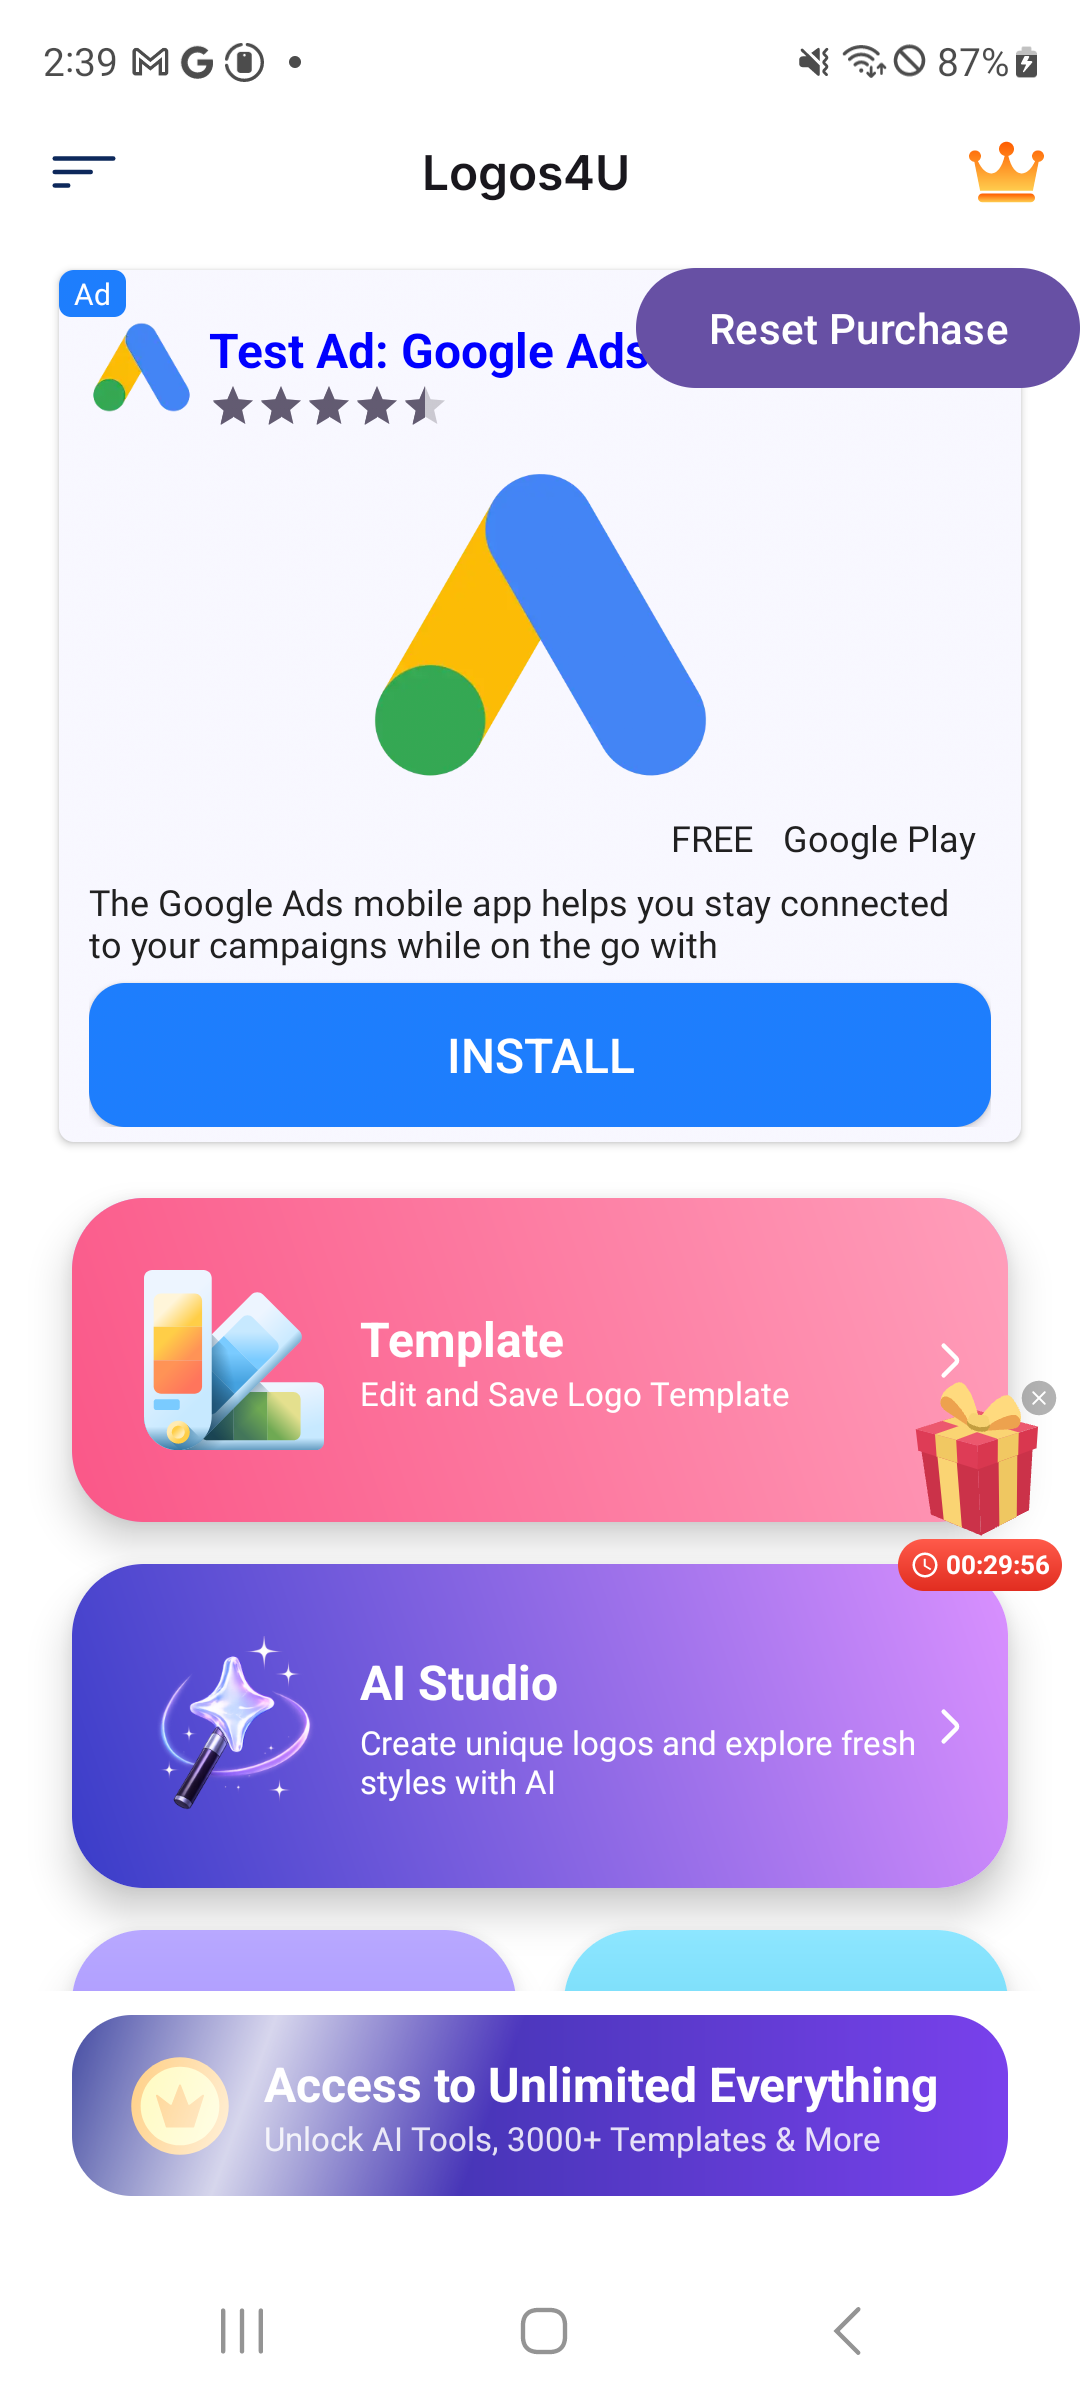 2:39
87%
Logos4U
Ad
Test Ad: Google Ads
Reset Purchase
FREE Google Play
The Google Ads mobile app helps you stay connected
to your campaigns while on the go with
INSTALL
Template
Edit and Save Logo Template
00:29:56
AI Studio
Create unique logos and explore fresh
styles with AI
Access to Unlimited Everything
Unlock AI Tools, 3000+ Templates & More